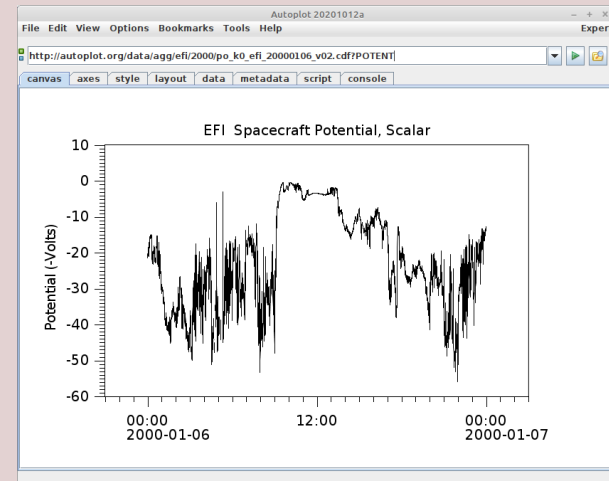 Autoplot 20201012a
File Edit View Options Bookmarks Tools Help Exper
http://autoplot.org/data/agg/efi/2000/po_k0_efi_20000106_v02.cdf?POTENT
canvas axes style layout data metadata script console
EFI  Spacecraft Potential, Scalar
10
0
-10
-20
-30
-40
-50
-60
Potential (-Volts)
00:00 12:00 00:00
2000-01-06 2000-01-07